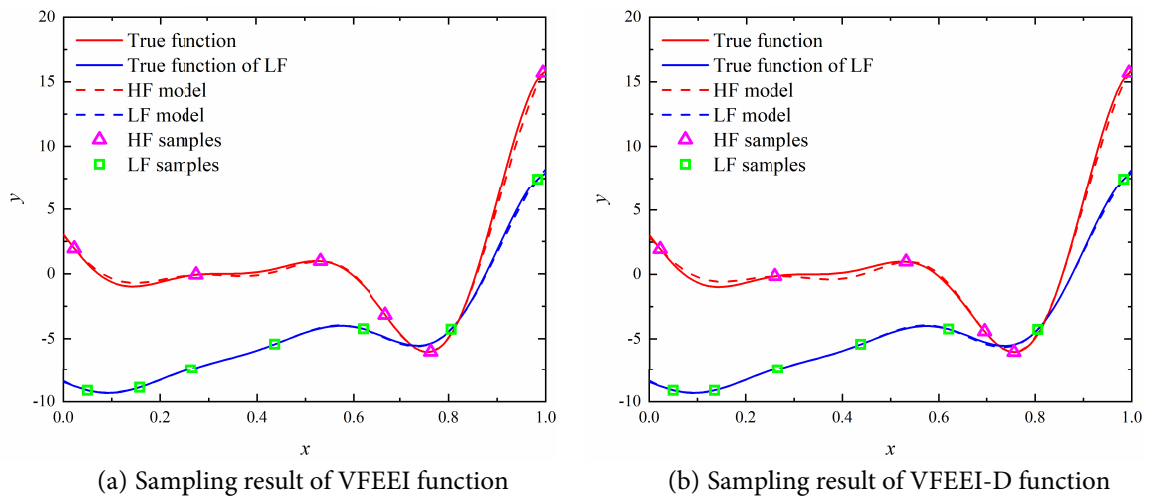 20
15
10
5
0
-5
-10
y
True function
True function of LF
HF model
LF model
HF samples
LF samples
0.0 0.2 0.4 0.6 0.8 1.0
x
(a) Sampling result of VFEEI function
20
15
10
5
0
-5
-10
y
True function
True function of LF
HF model
LF model
HF samples
LF samples
0.0 0.2 0.4 0.6 0.8 1.0
x
(b) Sampling result of VFEEI-D function